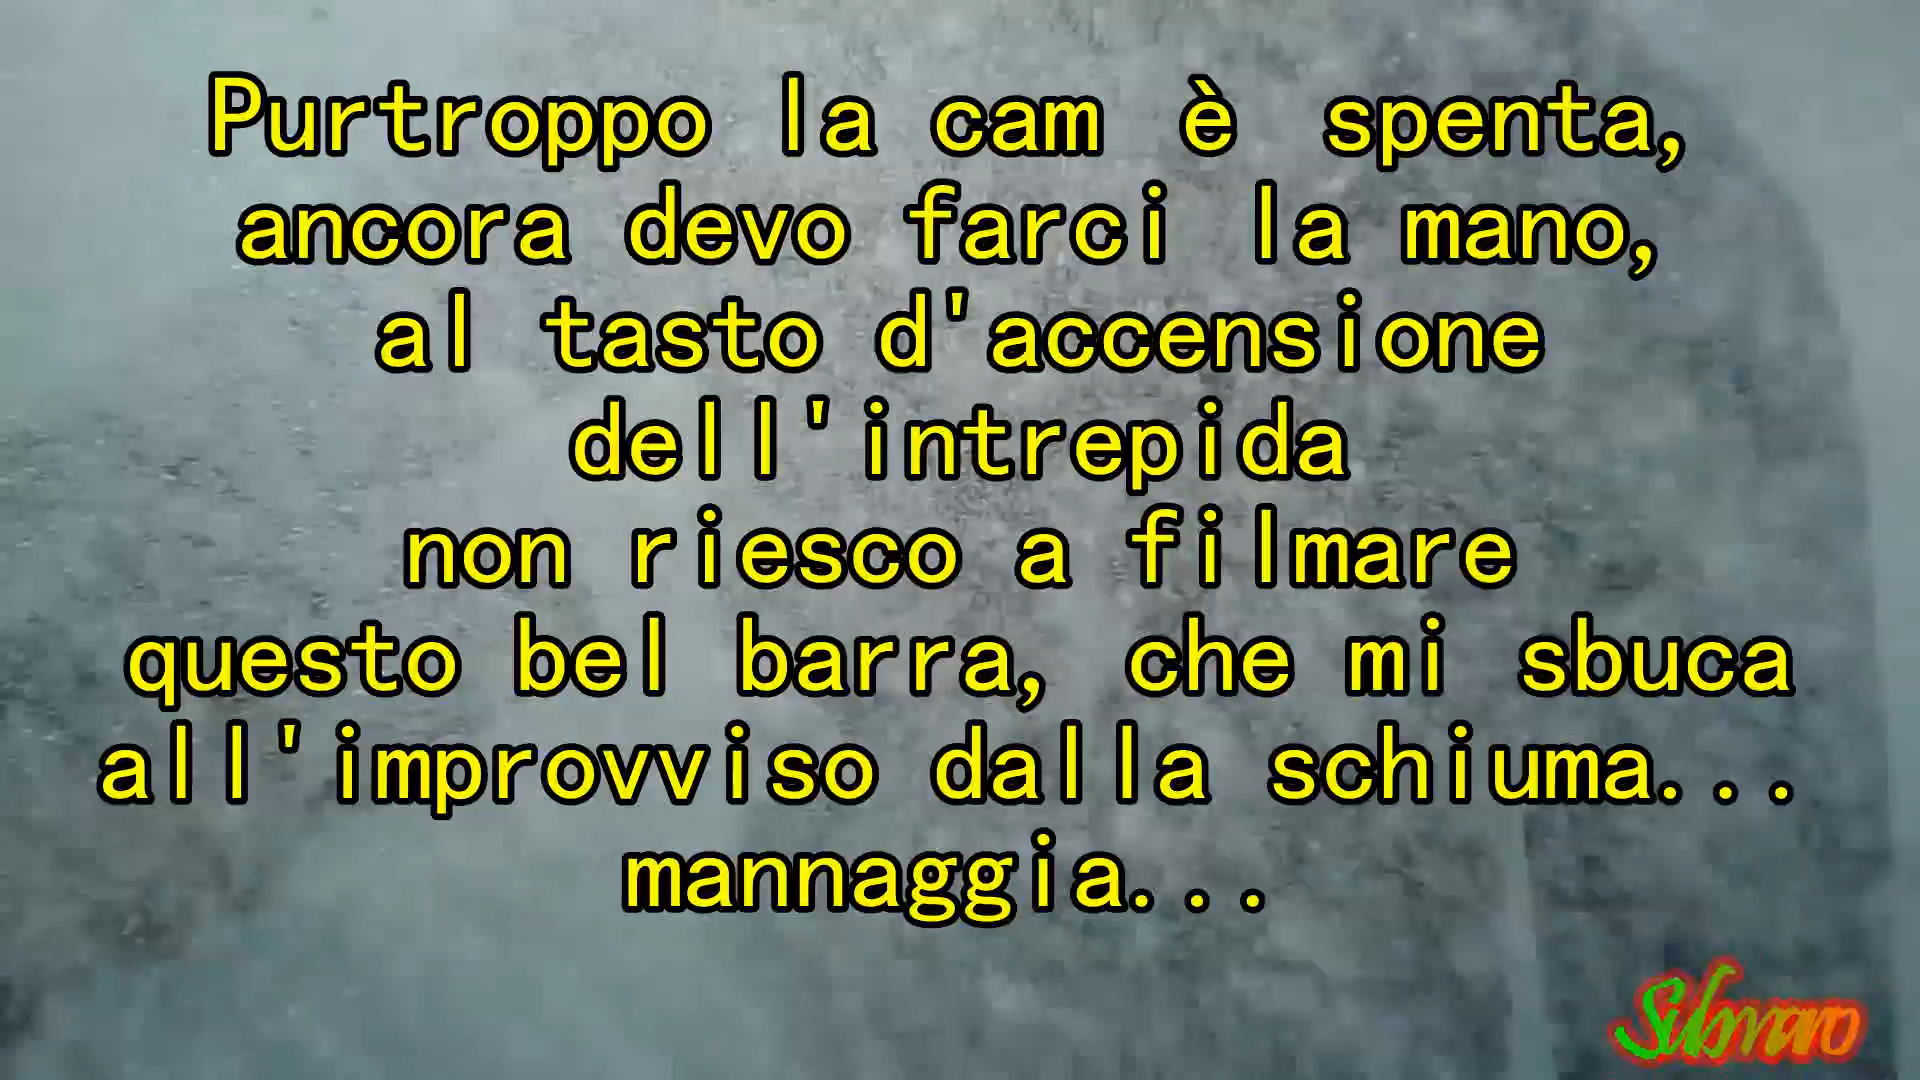 Purtroppo la cam è spenta,
ancora devo farci la mano,
al tasto d'accensione
dell'intrepida
non riesco a filmare
questo bel barra, che mi sbuca
all'improvviso dalla schiuma...
mannaggia...
Silvmaro